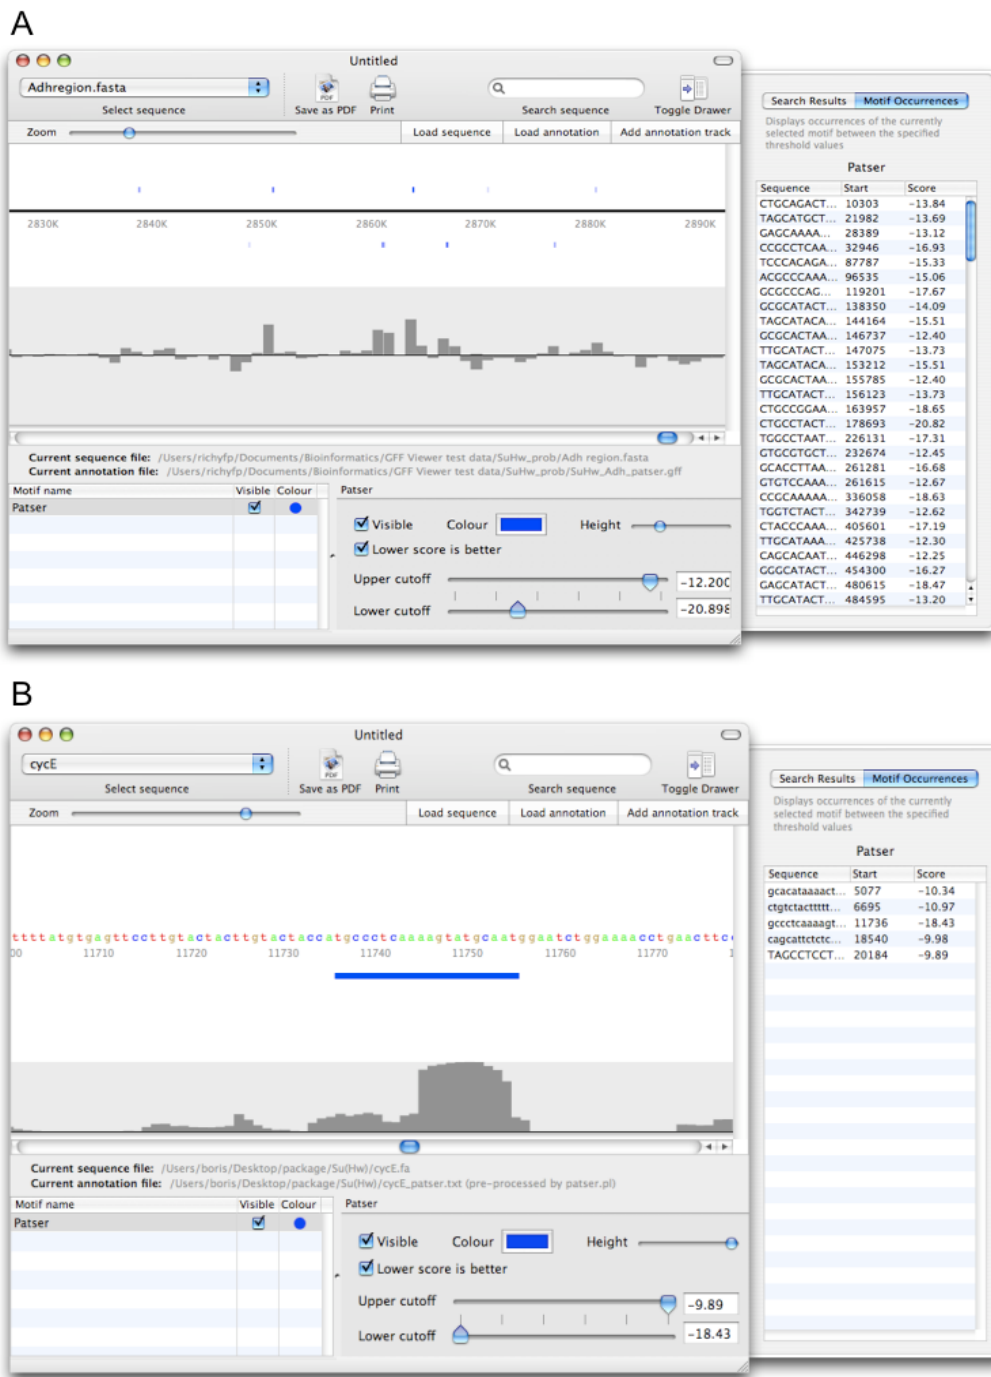 A
Untitled
Adhregion.fasta
Select sequence
PDF
Save as PDF
Print
Search sequence
Toggle Drawer
Zoom
Load sequence
Load annotation
Add annotation track
2830K 2840K 2850K 2860K 2870K 2880K 2890K
Current sequence file: /Users/richyfp/Documents/Bioinformatics/GFF Viewer test data/SuHw_prob/Adh region.fasta
Current annotation file: /Users/richyfp/Documents/Bioinformatics/GFF Viewer test data/SuHw_prob/SuHw_Adh_patser.gff
Motif name Visible Colour
Patser
Patser
Visible Colour Height
Lower score is better
Upper cutoff -12.200
Lower cutoff -20.898
Search Results Motif Occurrences
Displays occurrences of the currently
selected motif between the specified
threshold values
Patser
Sequence Start Score
CTGCAGACT... 10303 -13.84
TAGCATGCT... 21982 -13.69
GAGCAAAA... 28389 -13.12
CCGCCTCAA... 32946 -16.93
TCCCACAGA... 87787 -15.33
ACGCCCAAA... 96535 -15.06
GCGCCCAG... 119201 -17.67
GCGCATACT... 138350 -14.09
TAGCATACA... 144164 -15.51
GCGCACTAA... 146737 -12.40
TTGCATACT... 147075 -13.73
TAGCATACA... 153212 -15.51
GCGCACTAA... 155785 -12.40
TTGCATACT... 156123 -13.73
CTGCCGGAA... 163957 -18.65
CTGCCTACT... 178693 -20.82
TGGCCTAAT... 226131 -17.31
GTGCGTGCT... 232674 -12.45
GCACCTTAA... 261281 -16.68
GTGTCCAAA... 261615 -12.67
CCGCAAAAA... 336058 -18.63
TGGTCTACT... 342739 -12.62
CTACCCAAA... 405601 -17.19
TTGCATAAA... 425738 -12.30
CAGCACAAT... 446298 -12.25
GGGCATACT... 454300 -16.27
GAGCATACT... 480615 -18.47
TTGCATACT... 484595 -13.20
B
Untitled
cycE
Select sequence
PDF
Save as PDF
Print
Search sequence
Toggle Drawer
Zoom
Load sequence
Load annotation
Add annotation track
ttttatgtgagttccttgtactacttgtactaccatgccctcaaaagtatgcaatggaatctggaaaacctgaacttcc
00 11710 11720 11730 11740 11750 11760 11770 1
Current sequence file: /Users/boris/Desktop/package/Su(Hw)/cycE.fa
Current annotation file: /Users/boris/Desktop/package/Su(Hw)/cycE_patser.txt (pre-processed by patser.pl)
Motif name Visible Colour
Patser
Patser
Visible Colour Height
Lower score is better
Upper cutoff -9.89
Lower cutoff -18.43
Search Results Motif Occurrences
Displays occurrences of the currently
selected motif between the specified
threshold values
Patser
Sequence Start Score
gcacataaaact... 5077 -10.34
ctgtctacttttt... 6695 -10.97
gccctcaaaagt... 11736 -18.43
cagcattctctc... 18540 -9.98
TAGCCTCCT... 20184 -9.89